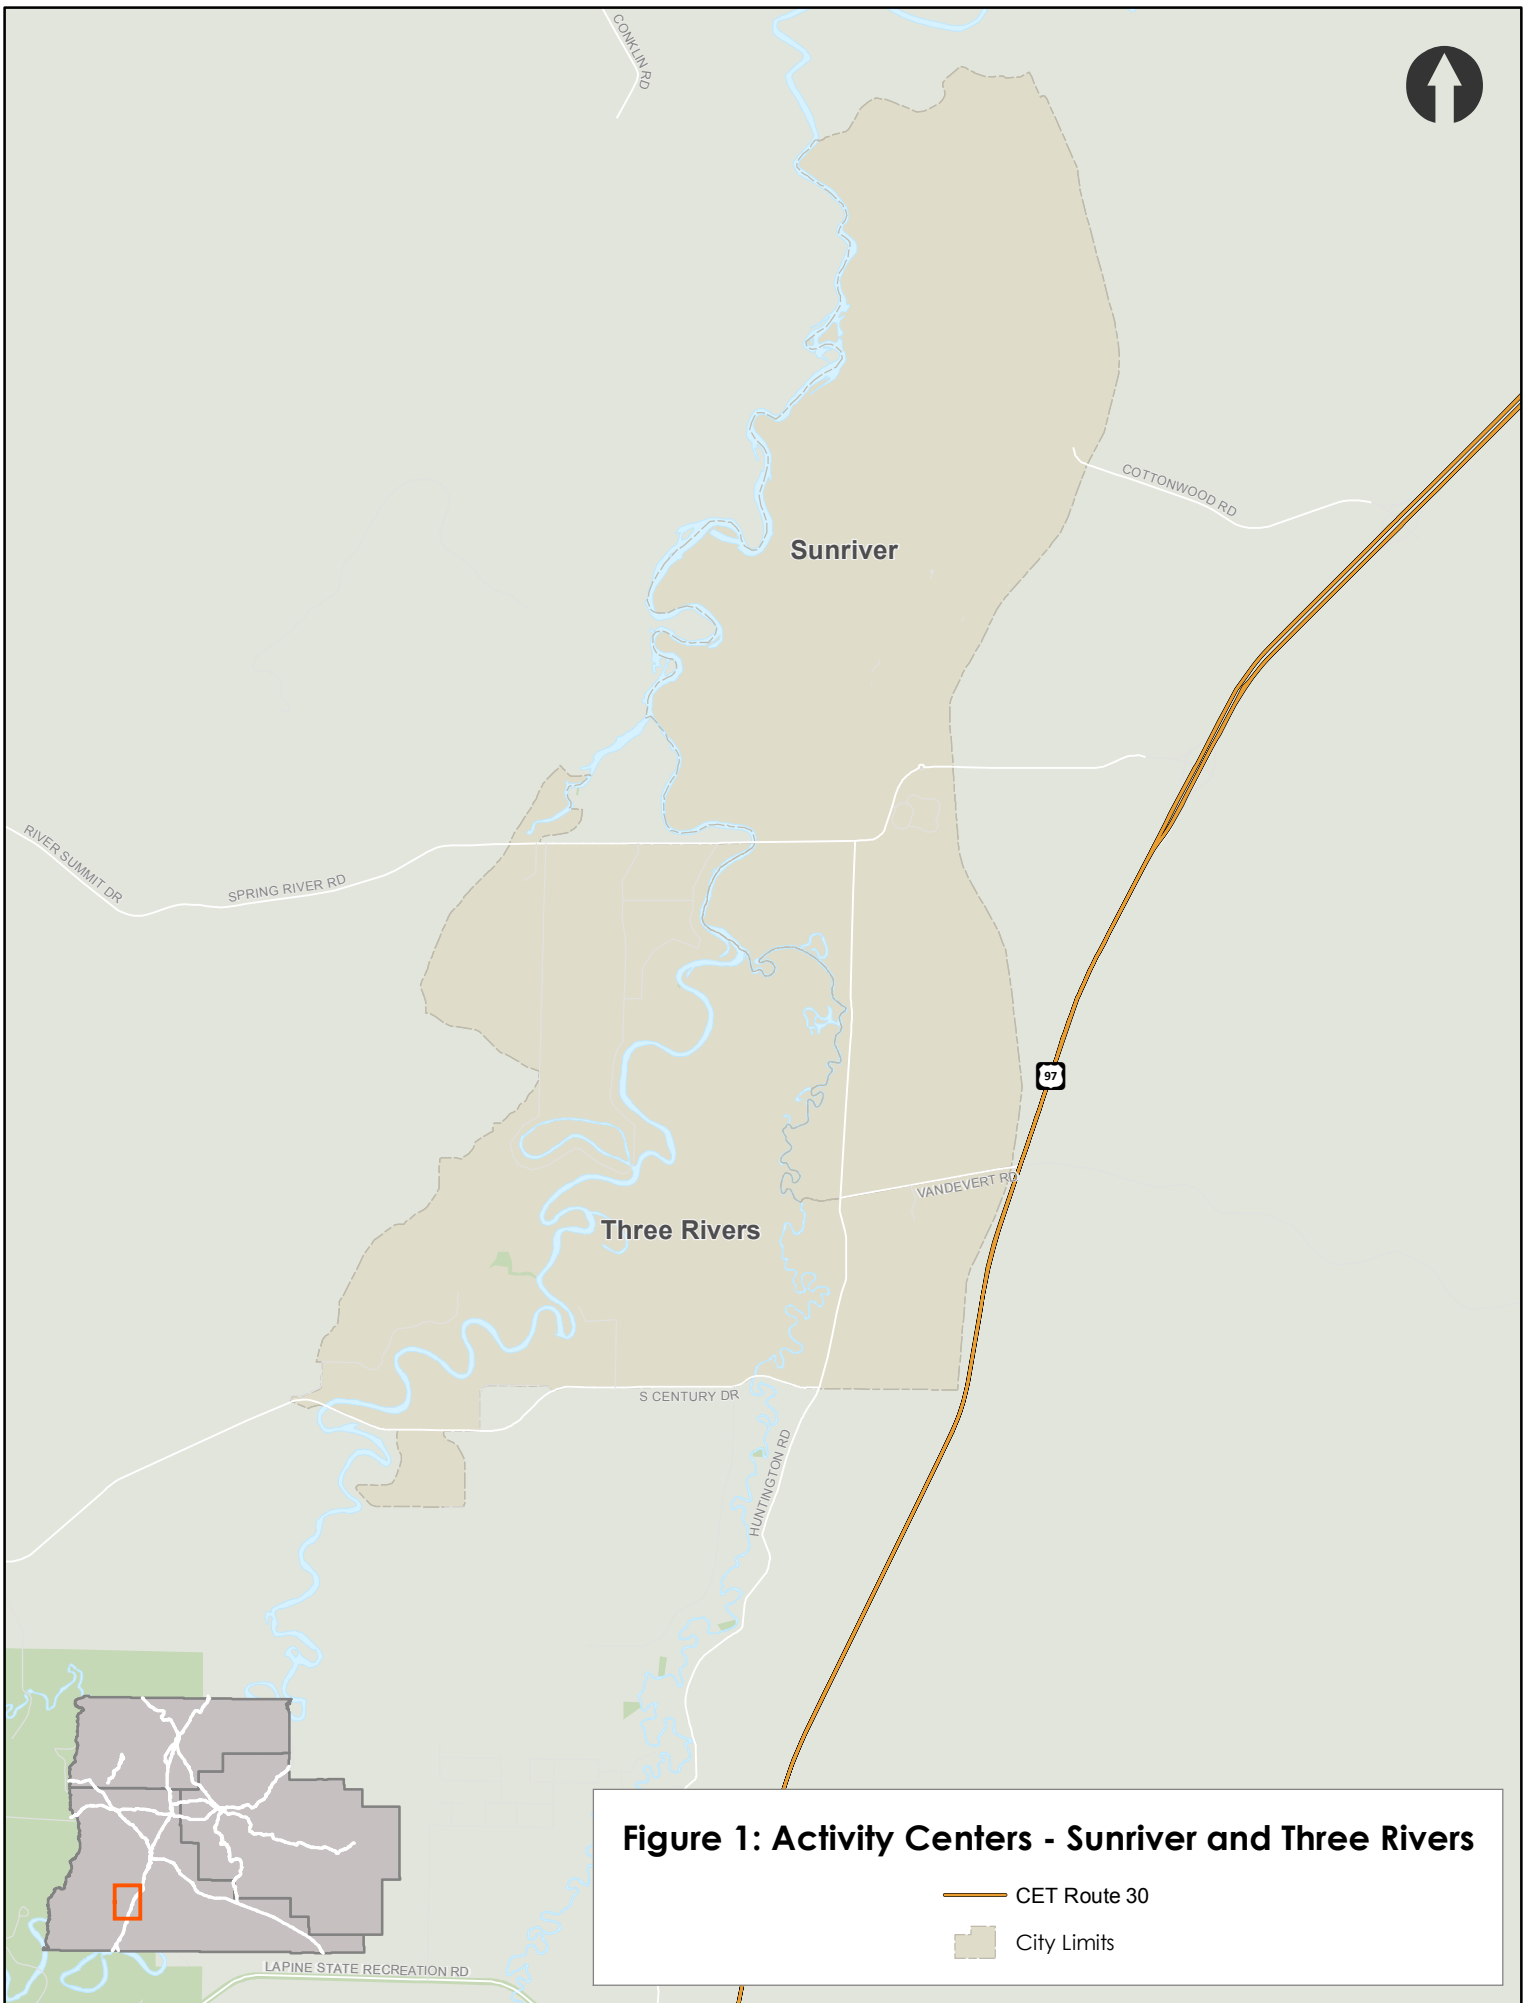 CONKLIN RD
COTTONWOOD RD
Sunriver
RIVER SUMMIT DR
SPRING RIVER RD
97
VANDEVERT RD
Three Rivers
S CENTURY DR
HUNTINGTON RD
Figure 1: Activity Centers - Sunriver and Three Rivers
CET Route 30
City Limits
LAPINE STATE RECREATION RD